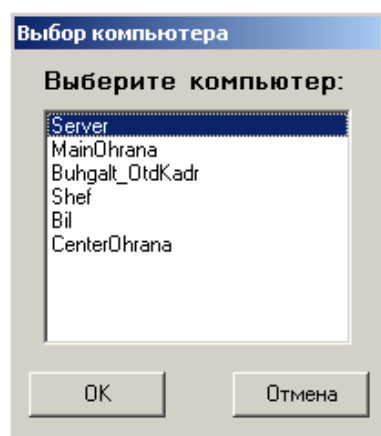 Выбор компьютера
Выберите компьютер:
Server
MainOhrana
Buhgalt_OtdKadr
Shef
Bil
CenterOhrana
OK
Отмена